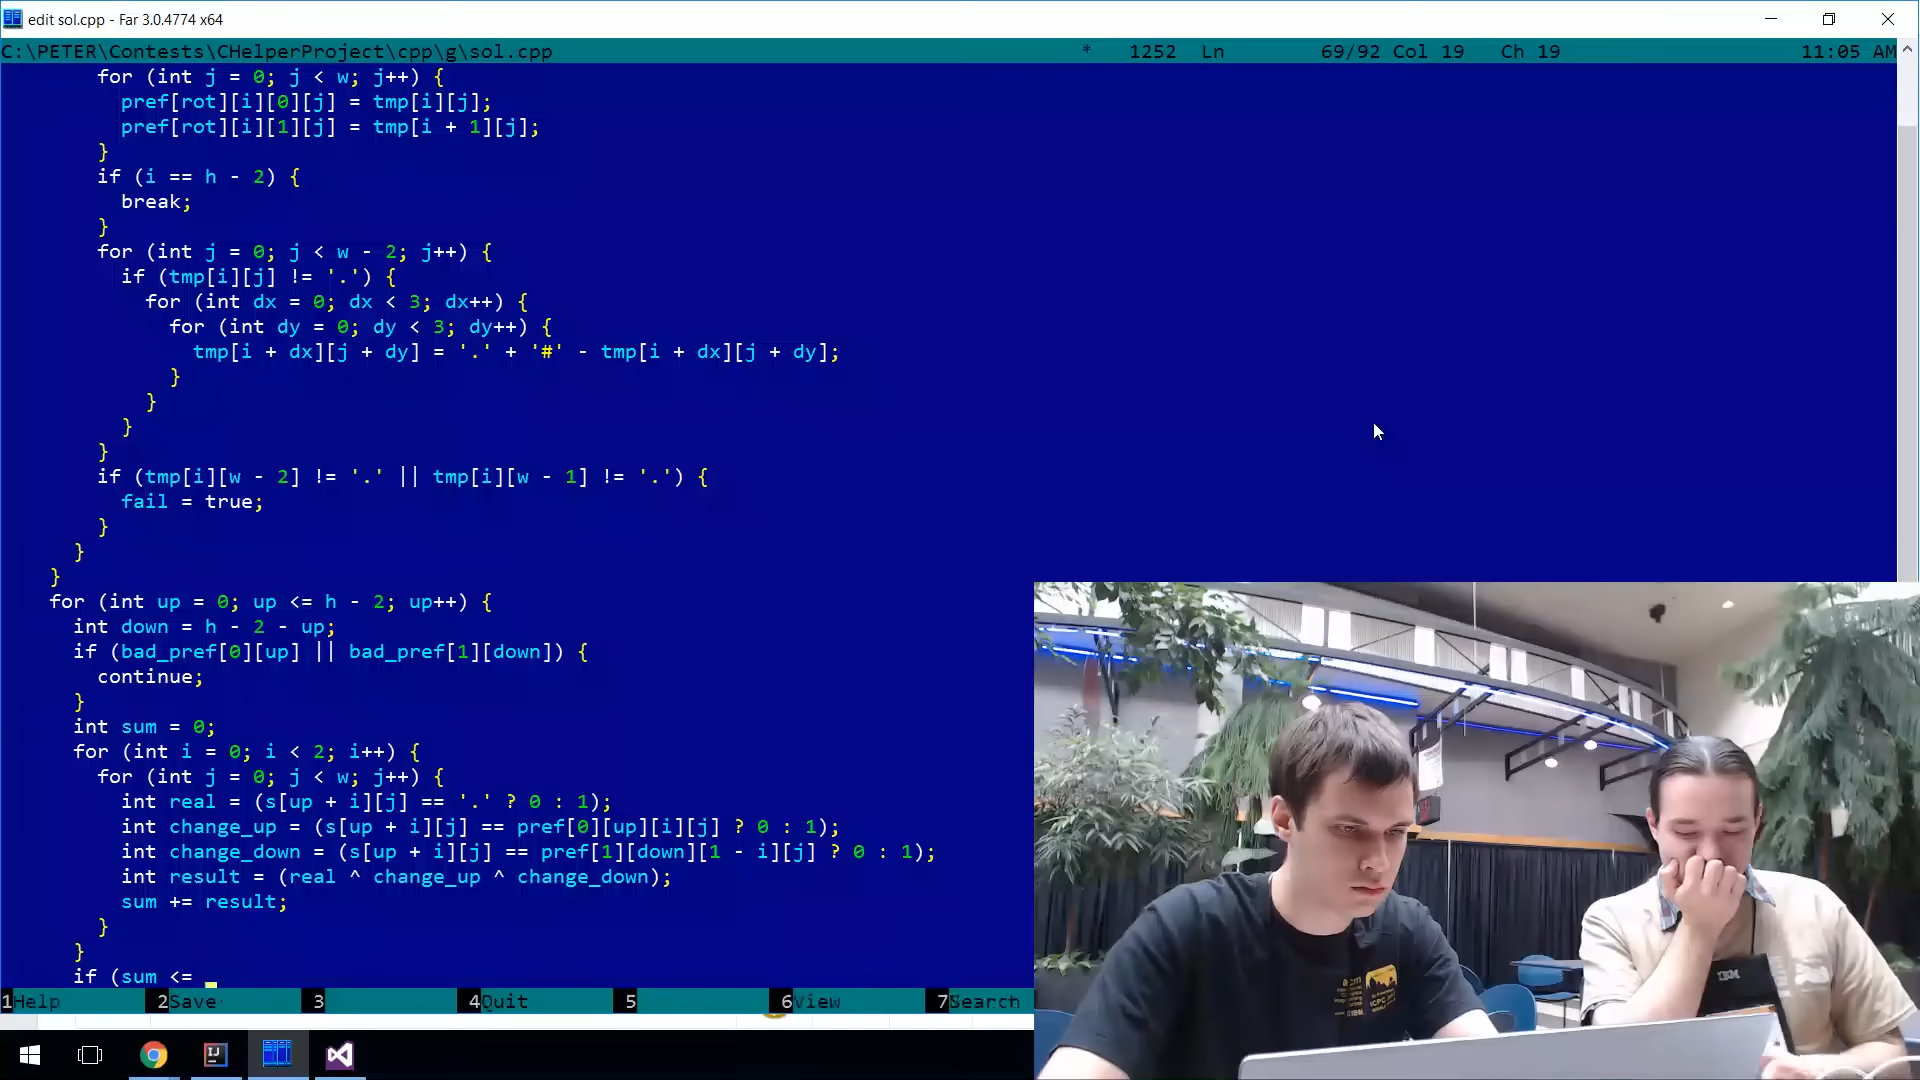 edit sol.cpp - Far 3.0.4774 x64
C:\PETER\Contests\CHelperProject\cpp\g\sol.cpp * 1252 Ln 69/92 Col 19 Ch 19 11:05 AM
for (int j = 0; j < w; j++) {
pref[rot][i][0][j] = tmp[i][j];
pref[rot][i][1][j] = tmp[i + 1][j];
}
if (i == h - 2) {
break;
}
for (int j = 0; j < w - 2; j++) {
if (tmp[i][j] != '.') {
for (int dx = 0; dx < 3; dx++) {
for (int dy = 0; dy < 3; dy++) {
tmp[i + dx][j + dy] = '.' + '#' - tmp[i + dx][j + dy];
}
}
}
}
if (tmp[i][w - 2] != '.' || tmp[i][w - 1] != '.') {
fail = true;
}
}
}
for (int up = 0; up <= h - 2; up++) {
int down = h - 2 - up;
if (bad_pref[0][up] || bad_pref[1][down]) {
continue;
}
int sum = 0;
for (int i = 0; i < 2; i++) {
for (int j = 0; j < w; j++) {
int real = (s[up + i][j] == '.' ? 0 : 1);
int change_up = (s[up + i][j] == pref[0][up][i][j] ? 0 : 1);
int change_down = (s[up + i][j] == pref[1][down][1 - i][j] ? 0 : 1);
int result = (real ^ change_up ^ change_down);
sum += result;
}
}
if (sum <=
1Help 2Save 3 4Quit 5 6View 7Search
IBM